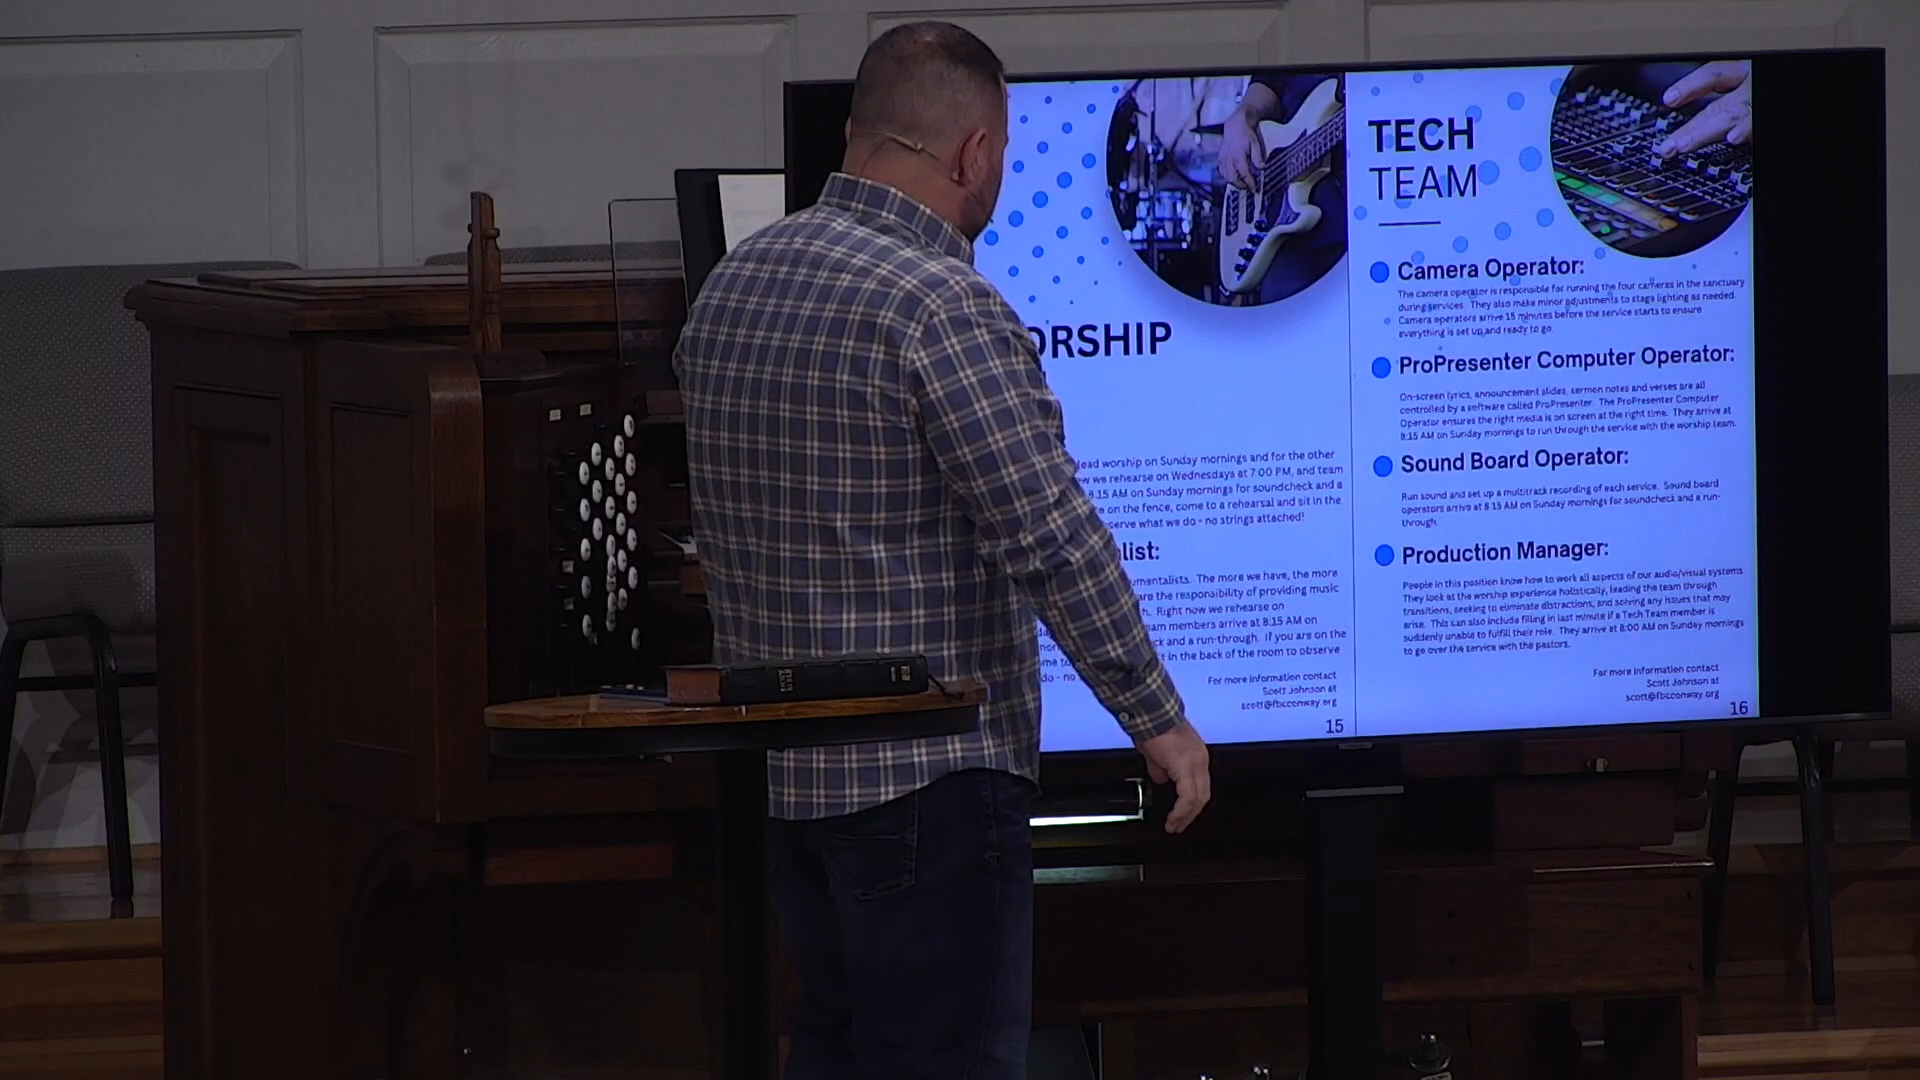 ORSHIP
lead worship on Sunday mornings and for the other
we rehearse on Wednesdays at 7:00 PM, and team
8:15 AM on Sunday mornings for soundcheck and a
on the fence, come to a rehearsal and sit in the
serve what we do - no strings attached!
list:
umentalists. The more we have, the more
are the responsibility of providing music
h. Right now we rehearse on
am members arrive at 8:15 AM on
ck and a run-through. If you are on the
t in the back of the room to observe
do - no
For more information contact
Scott Johnson at
scott@fbcconway.org
15
TECH
TEAM
Camera Operator:
The camera operator is responsible for running the four cameras in the sanctuary
during services. They also make minor adjustments to stage lighting as needed.
Camera operators arrive 15 minutes before the service starts to ensure
everything is set up and ready to go.
ProPresenter Computer Operator:
On-screen lyrics, announcement slides, sermon notes and verses are all
controlled by a software called ProPresenter. The ProPresenter Computer
Operator ensures the right media is on screen at the right time. They arrive at
8:15 AM on Sunday mornings to run through the service with the worship team.
Sound Board Operator:
Run sound and set up a multitrack recording of each service. Sound board
operators arrive at 8:15 AM on Sunday mornings for soundcheck and a run-
through.
Production Manager:
People in this position know how to work all aspects of our audio/visual systems.
They look at the worship experience holistically, leading the team through
transitions, seeking to eliminate distractions, and solving any issues that may
arise. This can also include filling in last minute if a Tech Team member is
suddenly unable to fulfill their role. They arrive at 8:00 AM on Sunday mornings
to go over the service with the pastors.
For more information contact
Scott Johnson at
scott@fbcconway.org
16